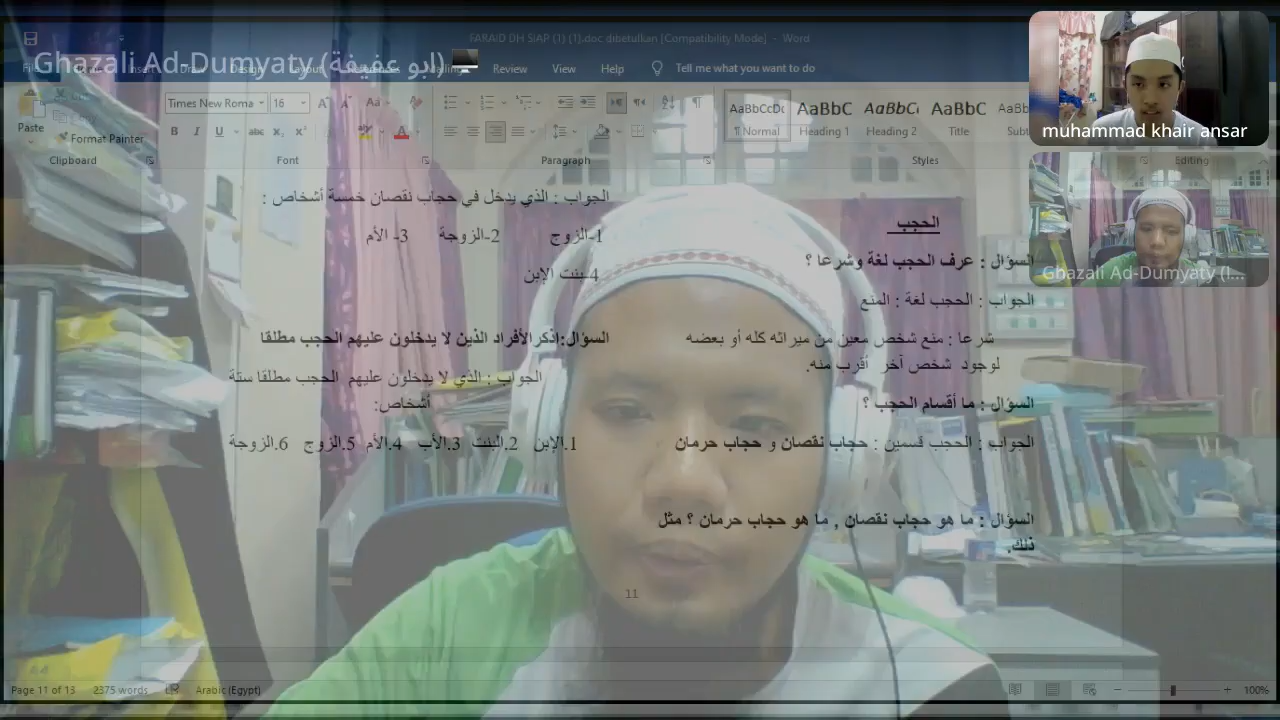 FARAID DH SIAP (1) (1).doc dibetulkan [Compatibility Mode] - Word
Ghazali Ad-Dumyaty (ابو عفيفة)
Review View Help Tell me what you want to do
Paste
Format Painter
Clipboard
Times New Roma 16
B I U abc x₂ x²
Font
Paragraph
AaBbCcDc AaBbC AaBbCc AaBbC AaBb
¶ Normal Heading 1 Heading 2 Title
Styles
Editing
muhammad khair ansar
Ghazali Ad-Dumyaty (I...
الحجب
السؤال : عرف الحجب لغة وشرعا ؟
الجواب : الحجب لغة : المنع
شرعا : منع شخص معين من ميراثه كله أو بعضه
لوجود شخص آخر أقرب منه.
السؤال : ما أقسام الحجب ؟
الجواب : الحجب قسمين : حجاب نقصان و حجاب حرمان
السؤال : ما هو حجاب نقصان , ما هو حجاب حرمان ؟ مثل
ذلك.
الجواب : الذي يدخل في حجاب نقصان خمسة أشخاص :
1-الزوج 2-الزوجة 3- الأم
4-بنت الإبن
السؤال:اذكرالأفراد الذين لا يدخلون عليهم الحجب مطلقا
الجواب : الذي لا يدخلون عليهم الحجب مطلقا ستة
أشخاص:
1.الإبن 2.البنت 3.الأب 4.الأم 5.الزوج 6.الزوجة
11
Page 11 of 13 2375 words Arabic (Egypt)
100%